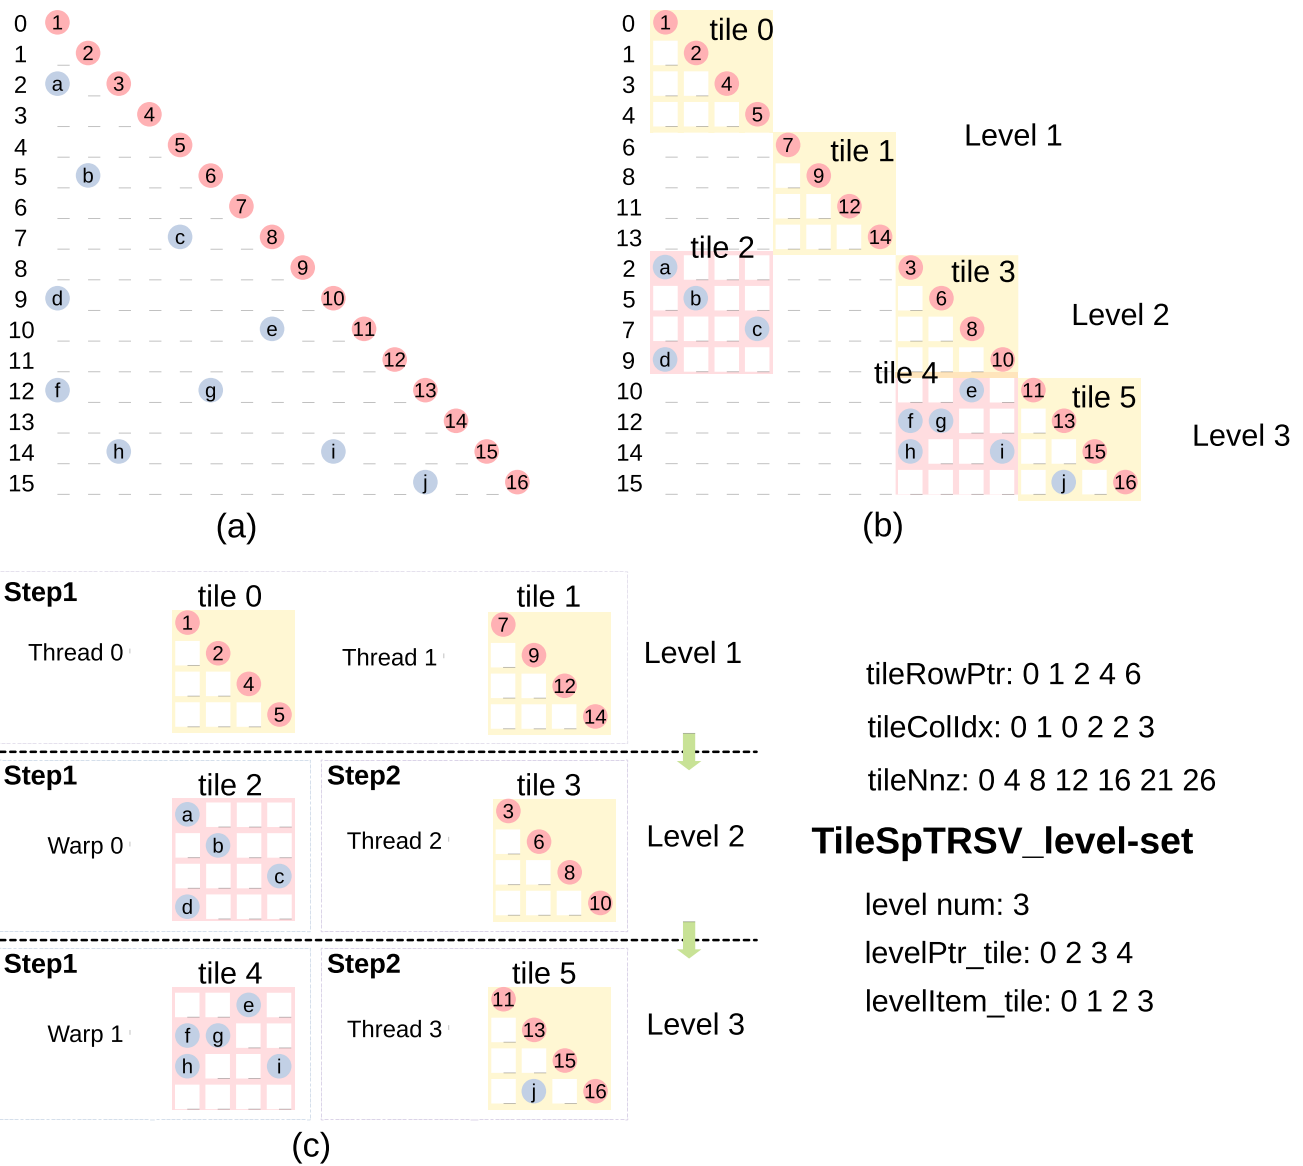 0 1
1 2
2 a 3
3 4
4 5
5 b 6
6 7
7 c 8
8 9
9 d 10
10 e 11
11 12
12 f g 13
13 14
14 h i 15
15 j 16
(a)
0 1 tile 0
1 2
3 4
4 5
Level 1
6 7 tile 1
8 9
11 12
13 14
tile 2
2 a 3 tile 3
5 b 6
7 c 8
9 d 10
Level 2
tile 4
10 e 11 tile 5
12 f g 13
14 h i 15
15 j 16
Level 3
(b)
Step1
tile 0
tile 1
Thread 0
1
2
4
5
Thread 1
7
9
12
14
Level 1
Step1
tile 2
Warp 0
a
b
c
d
Step2
tile 3
Thread 2
3
6
8
10
Level 2
Step1
tile 4
Warp 1
e
f g
h i
Step2
tile 5
Thread 3
11
13
15
j 16
Level 3
(c)
tileRowPtr: 0 1 2 4 6
tileColIdx: 0 1 0 2 2 3
tileNnz: 0 4 8 12 16 21 26
TileSpTRSV_level-set
level num: 3
levelPtr_tile: 0 2 3 4
levelItem_tile: 0 1 2 3